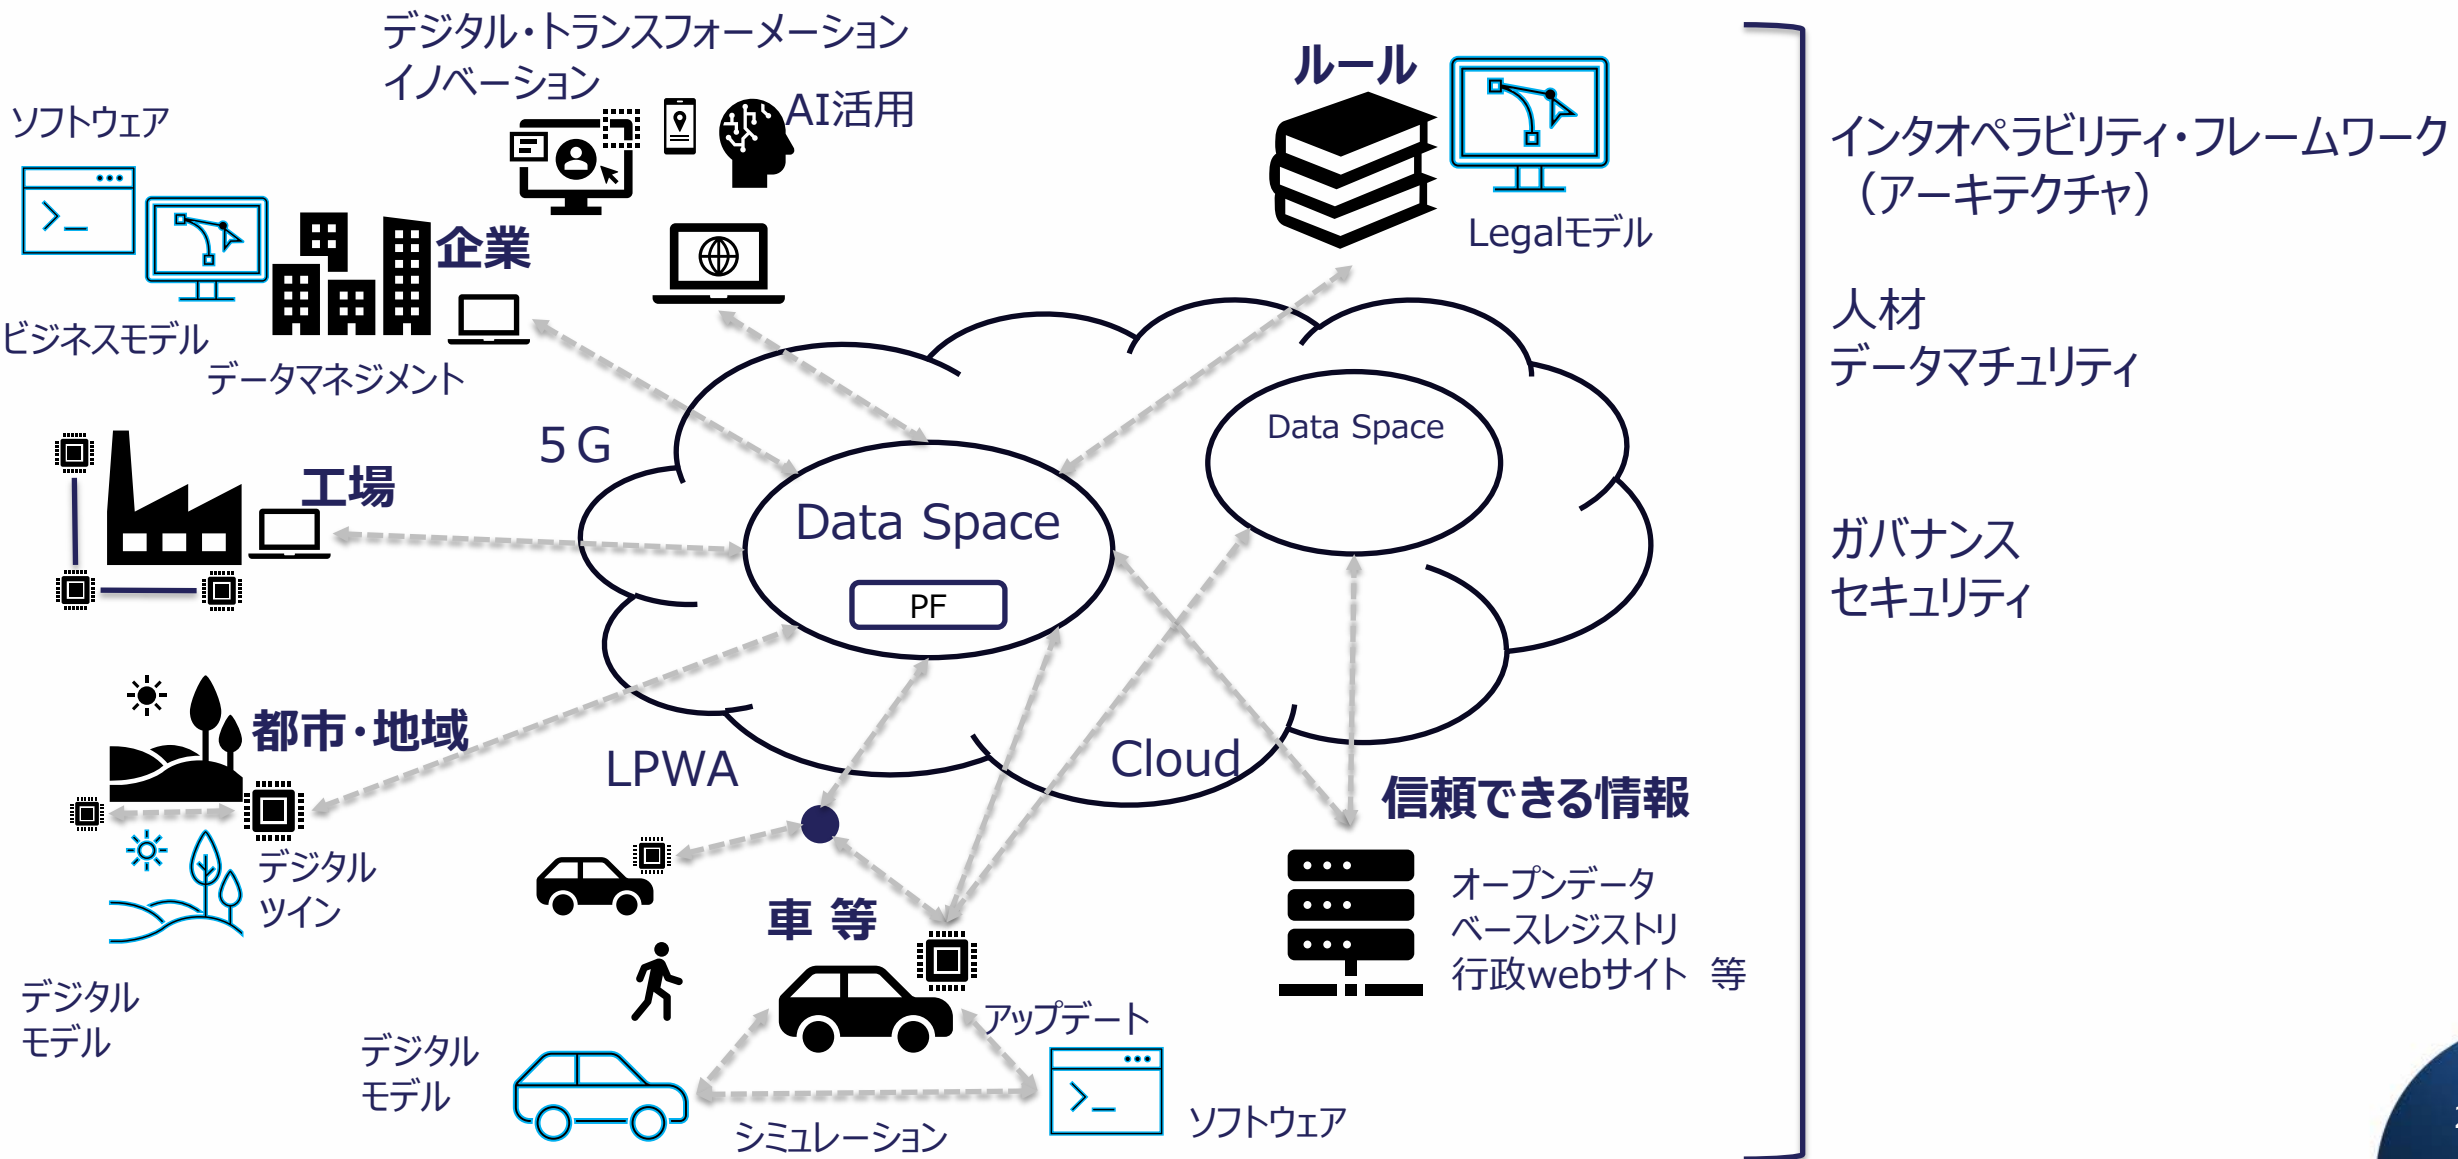 デジタル・トランスフォーメーション
イノベーション
AI活用
ソフトウェア
企業
ビジネスモデル
データマネジメント
ルール
Legalモデル
インタオペラビリティ・フレームワーク
（アーキテクチャ）
人材
データマチュリティ
ガバナンス
セキュリティ
5G
工場
Data Space
PF
Data Space
都市・地域
LPWA
Cloud
デジタル
ツイン
デジタル
モデル
車 等
信頼できる情報
オープンデータ
ベースレジストリ
行政webサイト 等
アップデート
デジタル
モデル
シミュレーション
ソフトウェア